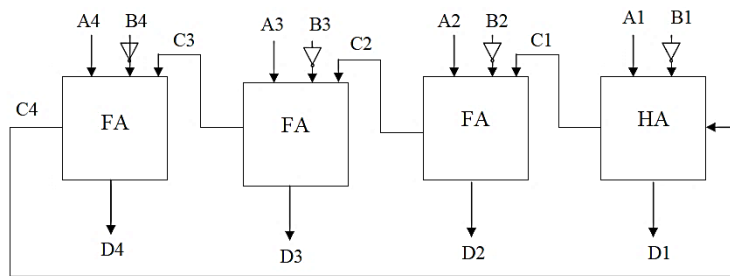 A4 B4 C3 A3 B3 C2 A2 B2 C1 A1 B1
C4 FA FA FA HA
D4 D3 D2 D1